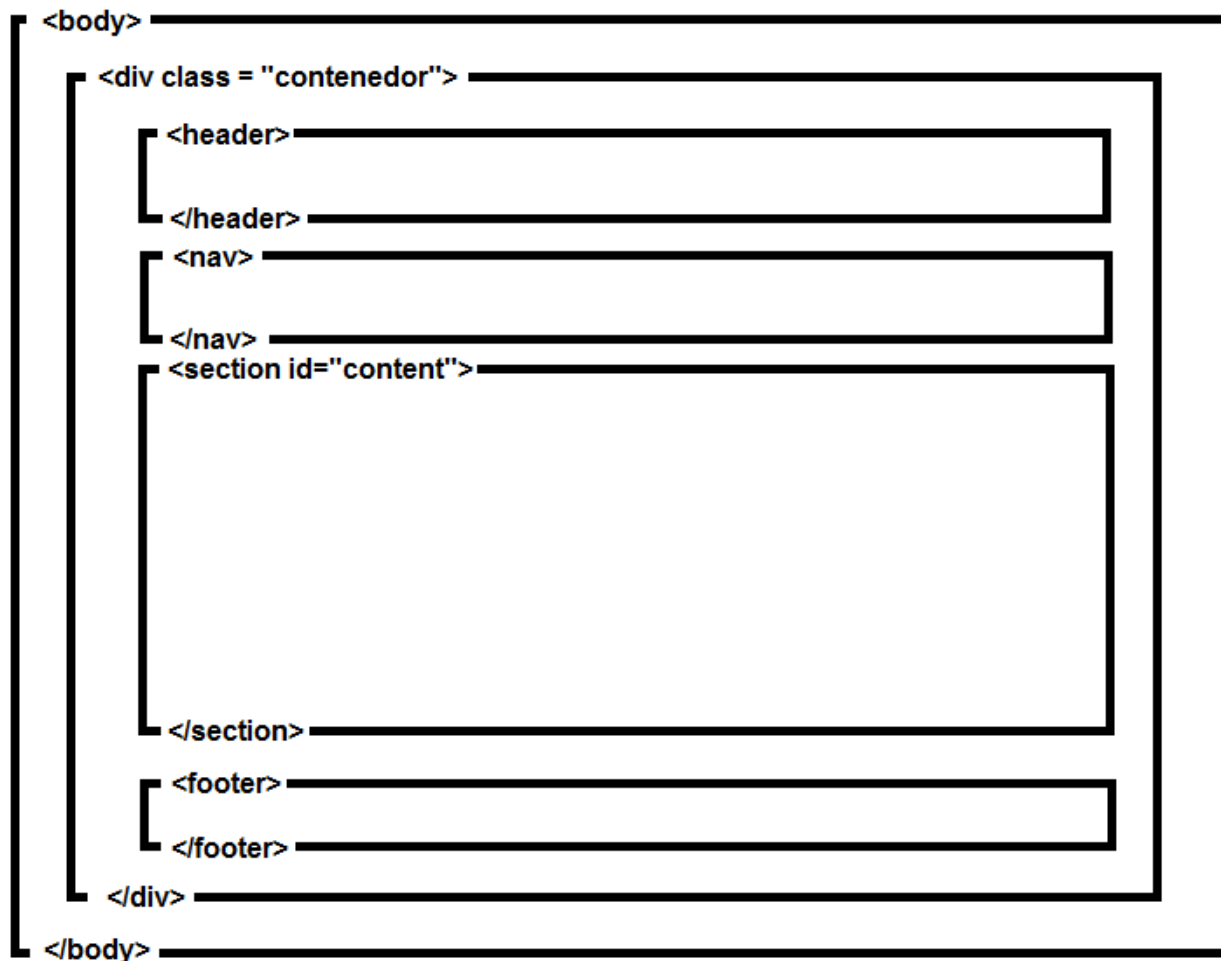 <body>
<div class = "contenedor">
<header>
</header>
<nav>
</nav>
<section id="content">
</section>
<footer>
</footer>
</div>
</body>